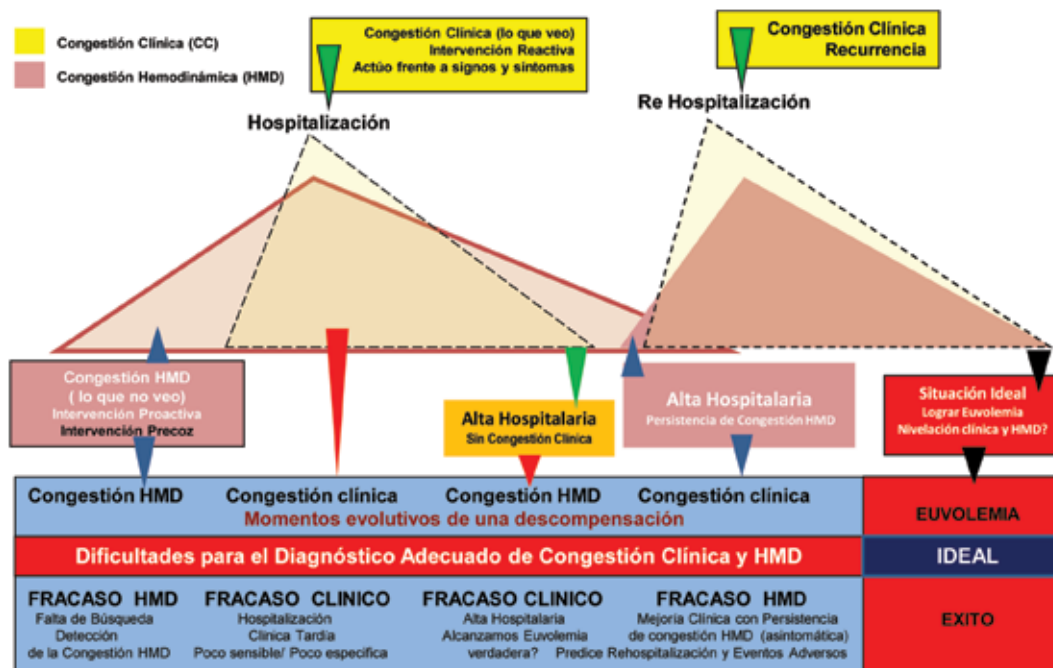 Congestión Clínica (CC)
Congestión Hemodinámica (HMD)
Congestión Clínica (lo que veo)
Intervención Reactiva
Actúo frente a signos y síntomas
Congestión Clínica
Recurrencia
Hospitalización
Re Hospitalización
Congestión HMD
( lo que no veo)
Intervención Proactiva
Intervención Precoz
Alta Hospitalaria
Sin Congestión Clínica
Alta Hospitalaria
Persistencia de Congestión HMD
Situación Ideal
Lograr Euvolemia
Nivelación clínica y HMD?
Congestión HMD
Congestión clínica
Congestión HMD
Congestión clínica
Momentos evolutivos de una descompensación
EUVOLEMIA
Dificultades para el Diagnóstico Adecuado de Congestión Clínica y HMD
IDEAL
FRACASO HMD
Falta de Búsqueda
Detección
de la Congestión HMD
FRACASO CLINICO
Hospitalización
Clínica Tardía
Poco sensible/ Poco especifica
FRACASO CLINICO
Alta Hospitalaria
Alcanzamos Euvolemia
verdadera?
FRACASO HMD
Mejoría Clínica con Persistencia
de congestión HMD (asintomática)
Predice Rehospitalización y Eventos Adversos
EXITO